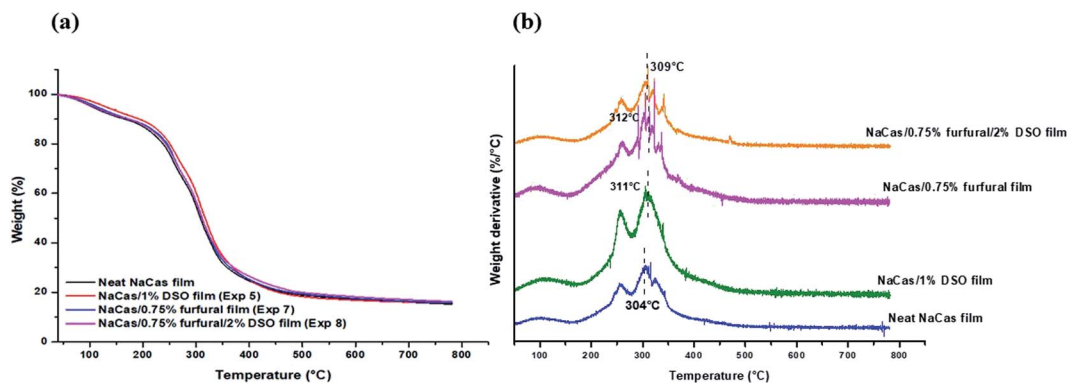 (a)
Weight (%)
100
80
60
40
20
0
Neat NaCas film
NaCas/1% DSO film (Exp 5)
NaCas/0.75% furfural film (Exp 7)
NaCas/0.75% furfural/2% DSO film (Exp 8)
100 200 300 400 500 600 700 800
Temperature (°C)
(b)
Weight derivative (%/°C)
309°C
312°C
NaCas/0.75% furfural/2% DSO film
NaCas/0.75% furfural film
311°C
NaCas/1% DSO film
304°C
Neat NaCas film
100 200 300 400 500 600 700 800
Temperature (°C)